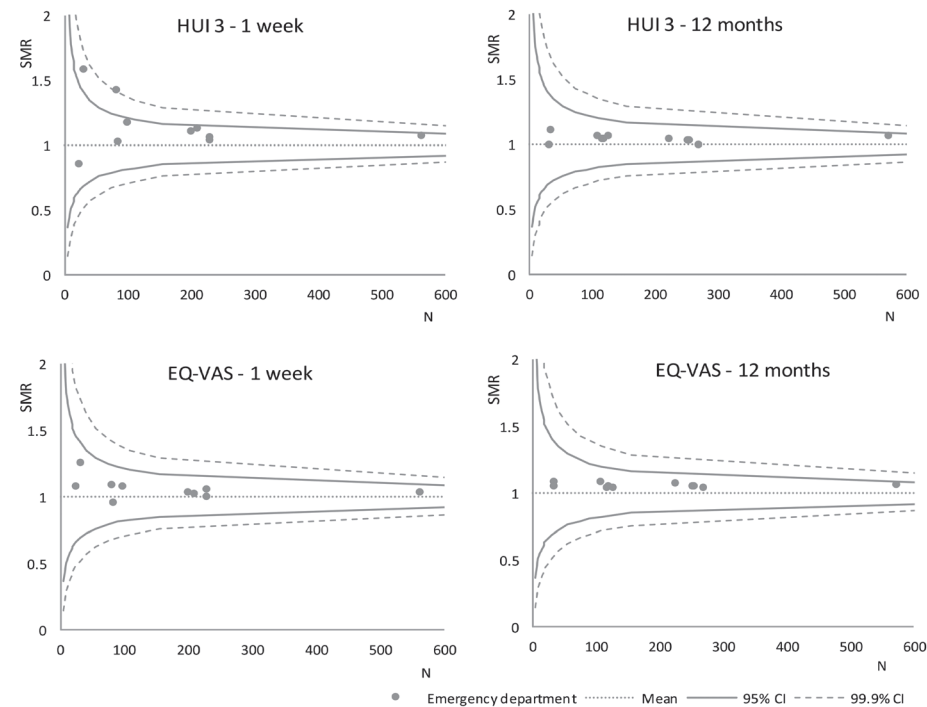 HUI 3 - 1 week
SMR
2
1.5
1
0.5
0
0 100 200 300 400 500 600
N
HUI 3 - 12 months
SMR
2
1.5
1
0.5
0
0 100 200 300 400 500 600
N
EQ-VAS - 1 week
SMR
2
1.5
1
0.5
0
0 100 200 300 400 500 600
N
EQ-VAS - 12 months
SMR
2
1.5
1
0.5
0
0 100 200 300 400 500 600
N
Emergency department Mean 95% CI 99.9% CI